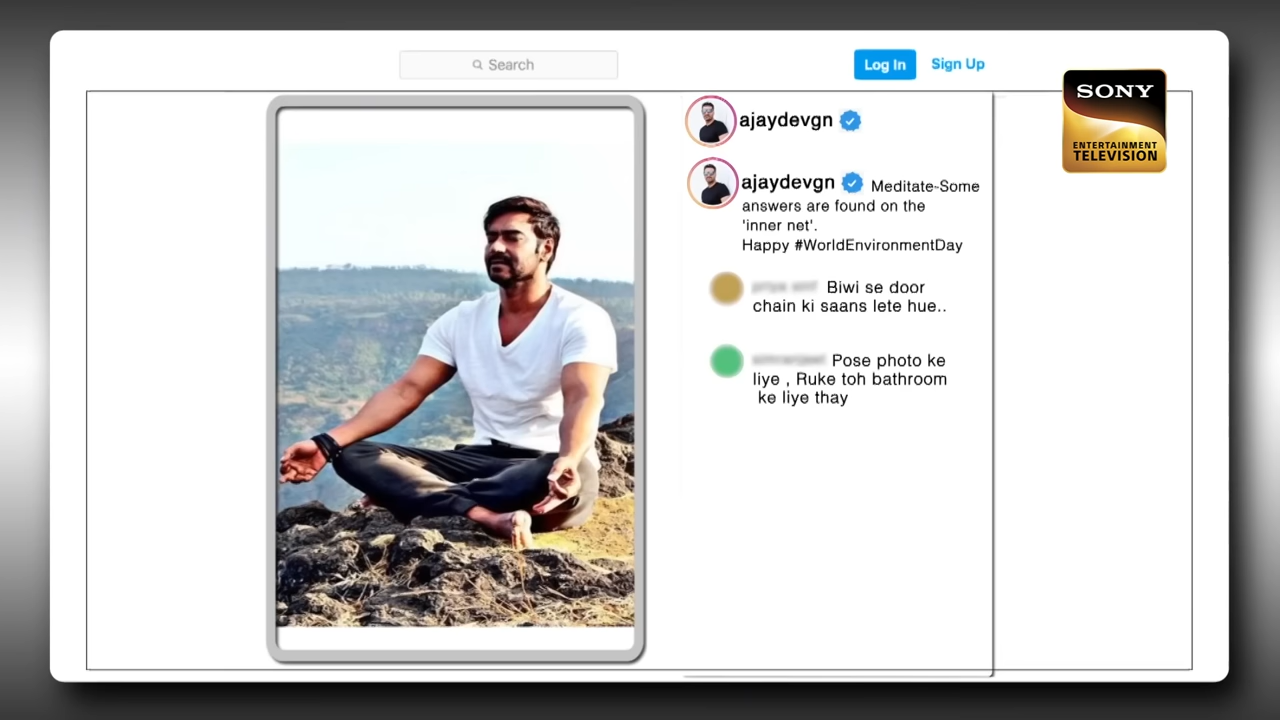 Search
Log In
Sign Up
SONY
ENTERTAINMENT
TELEVISION
ajaydevgn
ajaydevgn Meditate-Some
answers are found on the
'inner net'.
Happy #WorldEnvironmentDay
Biwi se door
chain ki saans lete hue..
Pose photo ke
liye , Ruke toh bathroom
ke liye thay